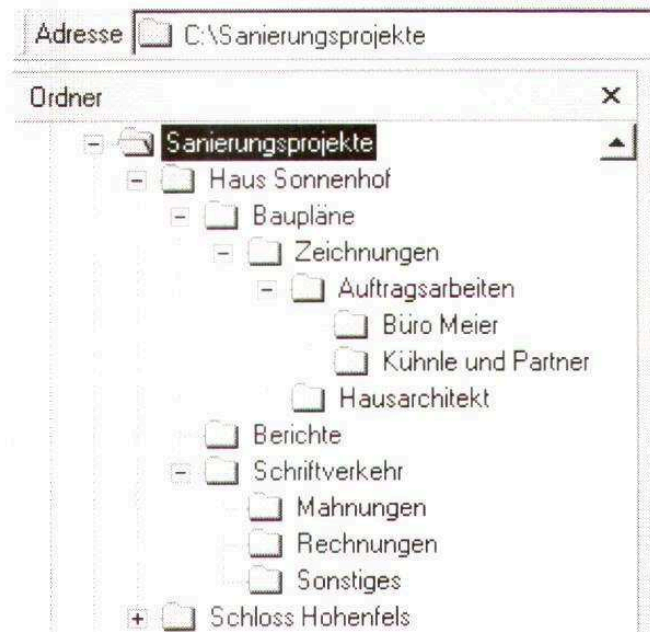 Adresse C:\Sanierungsprojekte
Ordner
Sanierungsprojekte
Haus Sonnenhof
Baupläne
Zeichnungen
Auftragsarbeiten
Büro Meier
Kühnle und Partner
Hausarchitekt
Berichte
Schriftverkehr
Mahnungen
Rechnungen
Sonstiges
Schloss Hohenfels